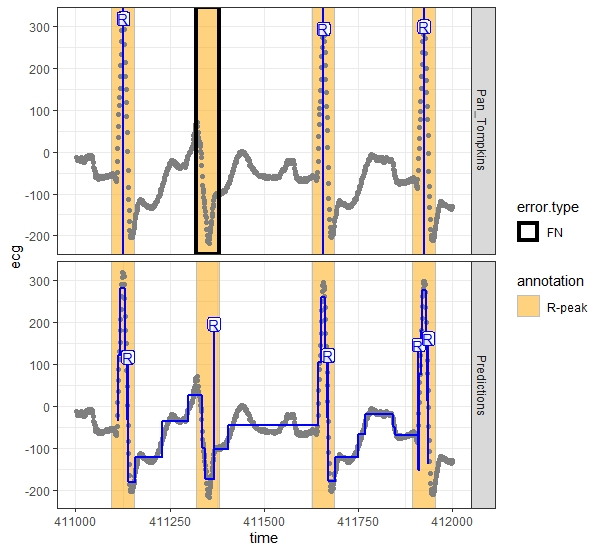 R
R
R
300
200
100
0
-100
-200
Pan_Tompkins
ecg
R
R
R
R
R
300
200
100
0
-100
-200
Predictions
411000 411250 411500 411750 412000
time
error.type
FN
annotation
R-peak